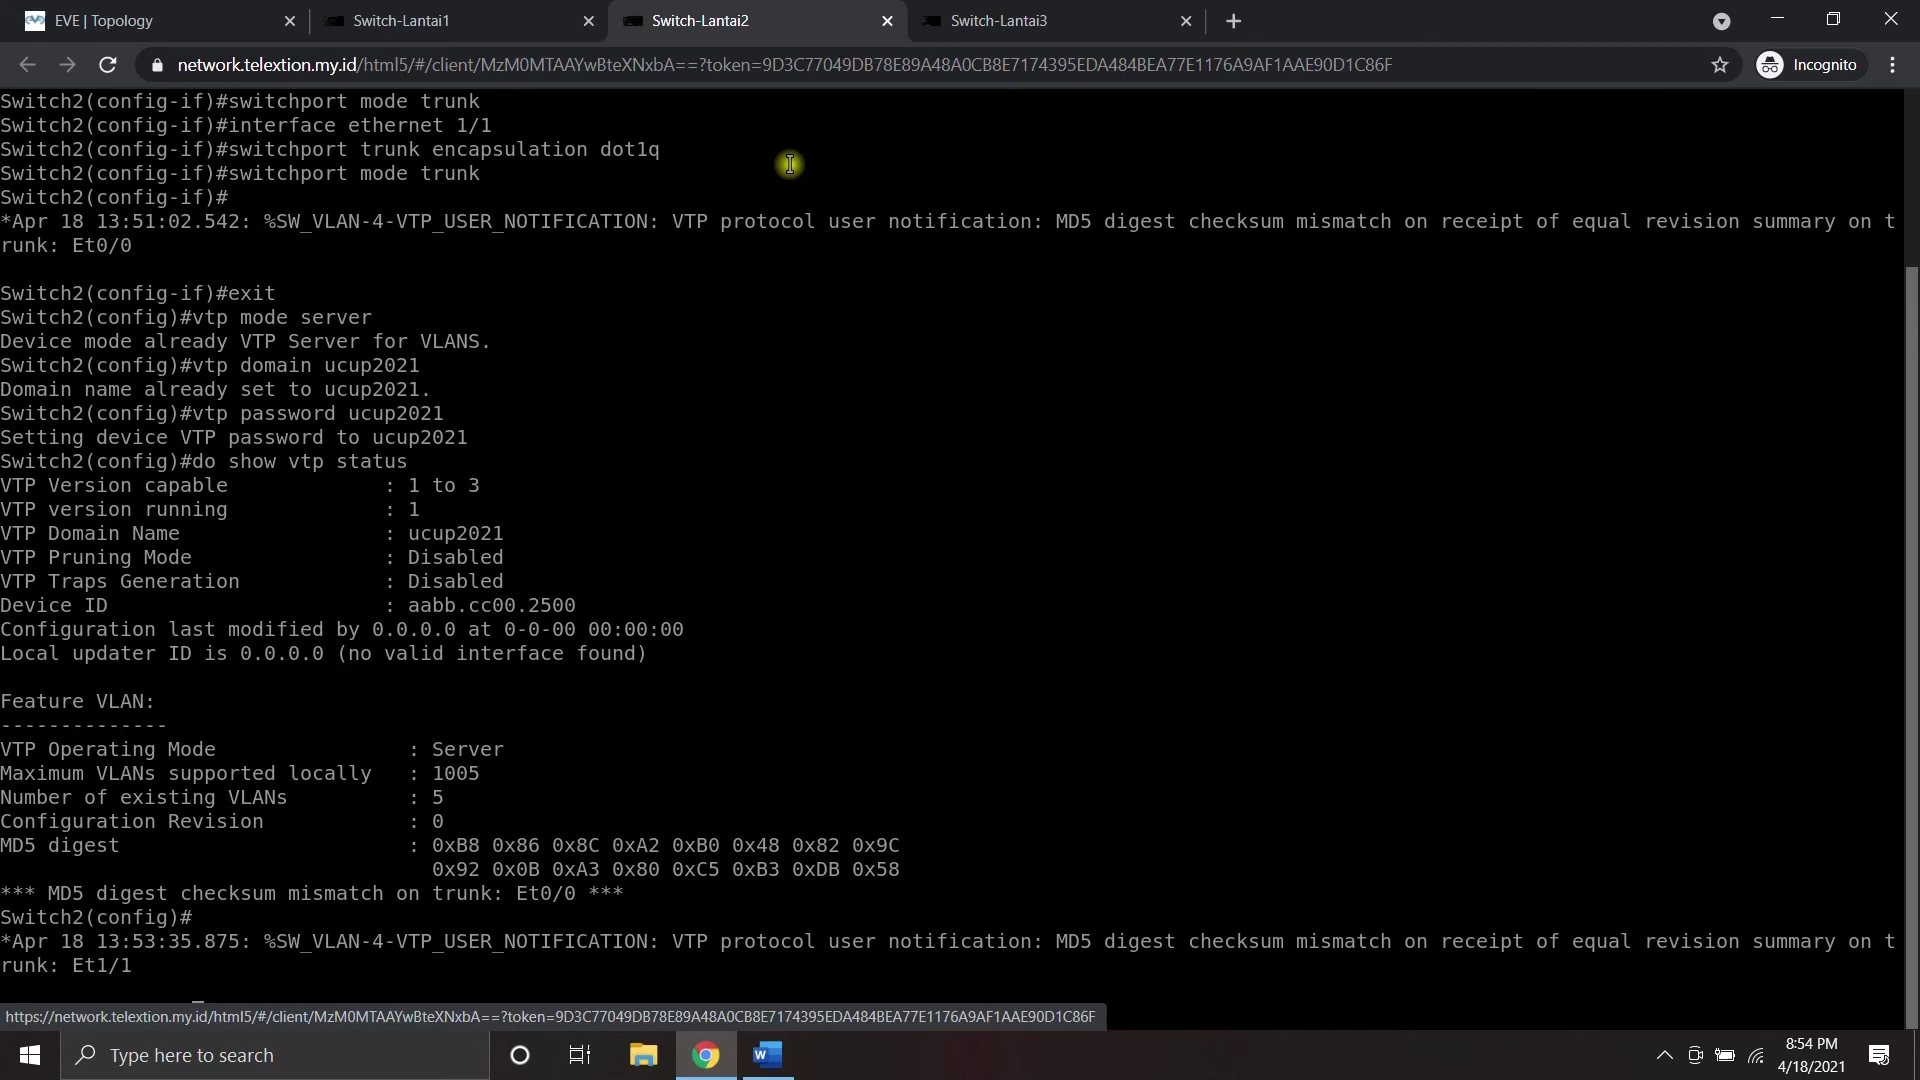 EVE | Topology
Switch-Lantai1
Switch-Lantai2
Switch-Lantai3
network.telextion.my.id/html5/#/client/MzM0MTAAYwBteXNxbA==?token=9D3C77049DB78E89A48A0CB8E7174395EDA484BEA77E1176A9AF1AAE90D1C86F
Incognito
Switch2(config-if)#switchport mode trunk
Switch2(config-if)#interface ethernet 1/1
Switch2(config-if)#switchport trunk encapsulation dot1q
Switch2(config-if)#switchport mode trunk
Switch2(config-if)#
*Apr 18 13:51:02.542: %SW_VLAN-4-VTP_USER_NOTIFICATION: VTP protocol user notification: MD5 digest checksum mismatch on receipt of equal revision summary on t
runk: Et0/0
Switch2(config-if)#exit
Switch2(config)#vtp mode server
Device mode already VTP Server for VLANS.
Switch2(config)#vtp domain ucup2021
Domain name already set to ucup2021.
Switch2(config)#vtp password ucup2021
Setting device VTP password to ucup2021
Switch2(config)#do show vtp status
VTP Version capable : 1 to 3
VTP version running : 1
VTP Domain Name : ucup2021
VTP Pruning Mode : Disabled
VTP Traps Generation : Disabled
Device ID : aabb.cc00.2500
Configuration last modified by 0.0.0.0 at 0-0-00 00:00:00
Local updater ID is 0.0.0.0 (no valid interface found)
Feature VLAN:
--------------
VTP Operating Mode : Server
Maximum VLANs supported locally : 1005
Number of existing VLANs : 5
Configuration Revision : 0
MD5 digest : 0xB8 0x86 0x8C 0xA2 0xB0 0x48 0x82 0x9C
0x92 0x0B 0xA3 0x80 0xC5 0xB3 0xDB 0x58
*** MD5 digest checksum mismatch on trunk: Et0/0 ***
Switch2(config)#
*Apr 18 13:53:35.875: %SW_VLAN-4-VTP_USER_NOTIFICATION: VTP protocol user notification: MD5 digest checksum mismatch on receipt of equal revision summary on t
runk: Et1/1
https://network.telextion.my.id/html5/#/client/MzM0MTAAYwBteXNxbA==?token=9D3C77049DB78E89A48A0CB8E7174395EDA484BEA77E1176A9AF1AAE90D1C86F
Type here to search
8:54 PM
4/18/2021